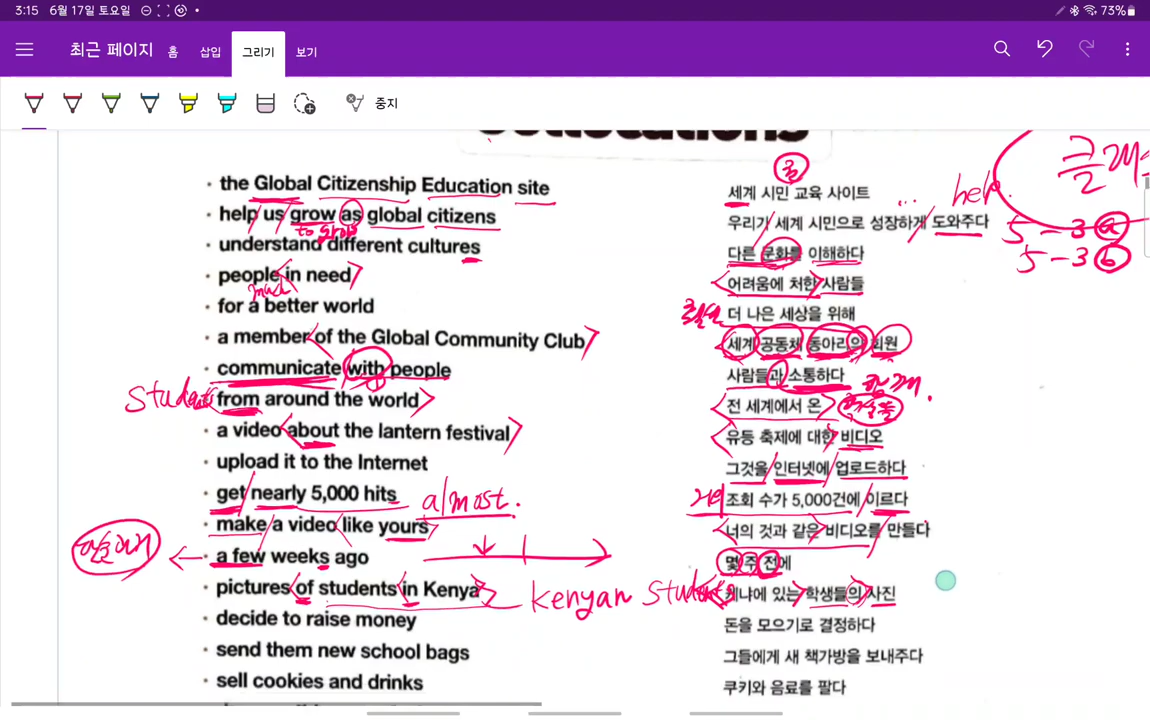 3:15 6월 17일 토요일 73%
최근 페이지 홈 삽입 그리기 보기
중지
Collocations
the Global Citizenship Education site
세계 시민 교육 사이트
help
help us grow as global citizens
우리가 세계 시민으로 성장하게 도와주다
to grow
5-3 a
understand different cultures
다른 문화를 이해하다
5-3 b
people in need
어려움에 처한 사람들
much
for a better world
더 나은 세상을 위해
a member of the Global Community Club
세계 공동체 동아리의 회원
communicate with people
사람들과 소통하다
from around the world
전 세계에서 온
a video about the lantern festival
유등 축제에 대한 비디오
upload it to the Internet
그것을 인터넷에 업로드하다
get nearly 5,000 hits
almost.
조회 수가 5,000건에 이르다
make a video like yours
너의 것과 같은 비디오를 만들다
a few weeks ago
몇 주 전에
pictures of students in Kenya
Kenyan Students
케냐에 있는 학생들의 사진
decide to raise money
돈을 모으기로 결정하다
send them new school bags
그들에게 새 책가방을 보내주다
sell cookies and drinks
쿠키와 음료를 팔다